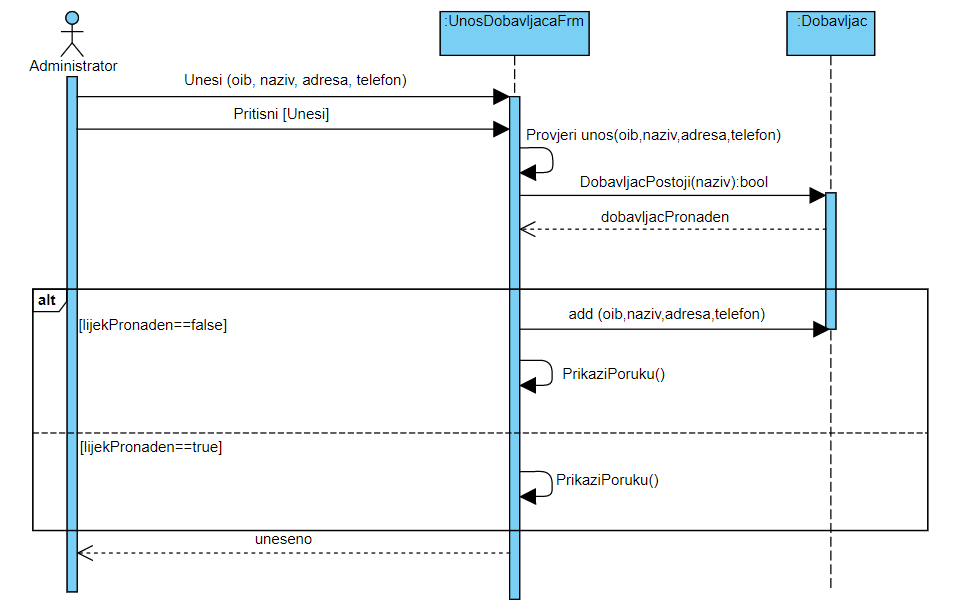 :UnosDobavljacaFrm
:Dobavljac
Administrator
Unesi (oib, naziv, adresa, telefon)
Pritisni [Unesi]
Provjeri unos(oib,naziv,adresa,telefon)
DobavljacPostoji(naziv):bool
dobavljacPronaden
alt
[lijekPronaden==false]
add (oib,naziv,adresa,telefon)
PrikaziPoruku()
[lijekPronaden==true]
PrikaziPoruku()
uneseno